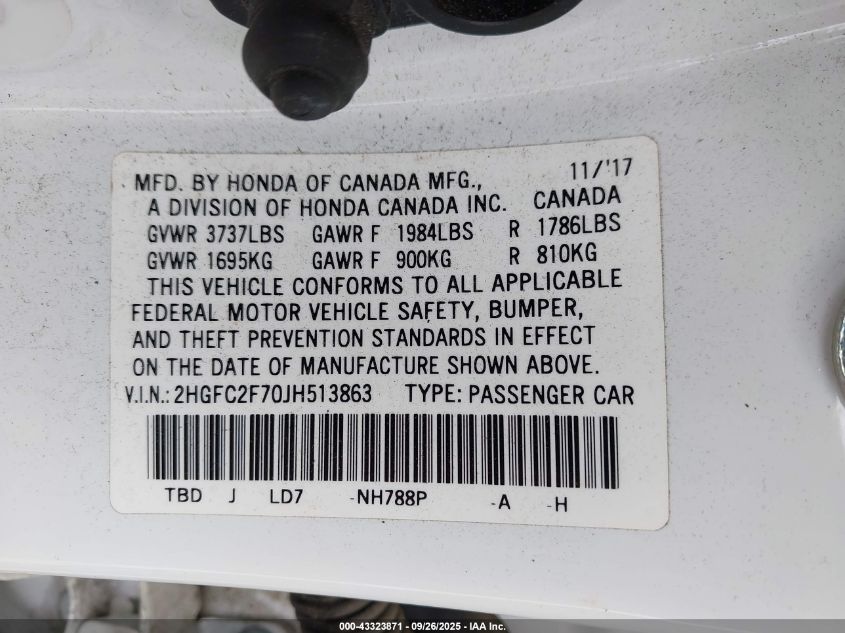 11/'17
MFD. BY HONDA OF CANADA MFG.,
A DIVISION OF HONDA CANADA INC. CANADA
GVWR 3737LBS GAWR F 1984LBS R 1786LBS
GVWR 1695KG GAWR F 900KG R 810KG
THIS VEHICLE CONFORMS TO ALL APPLICABLE
FEDERAL MOTOR VEHICLE SAFETY, BUMPER,
AND THEFT PREVENTION STANDARDS IN EFFECT
ON THE DATE OF MANUFACTURE SHOWN ABOVE.
V.I.N.: 2HGFC2F70JH513863 TYPE: PASSENGER CAR
TBD J LD7 -NH788P -A -H
000-43323871 - 09/26/2025 - IAA Inc.